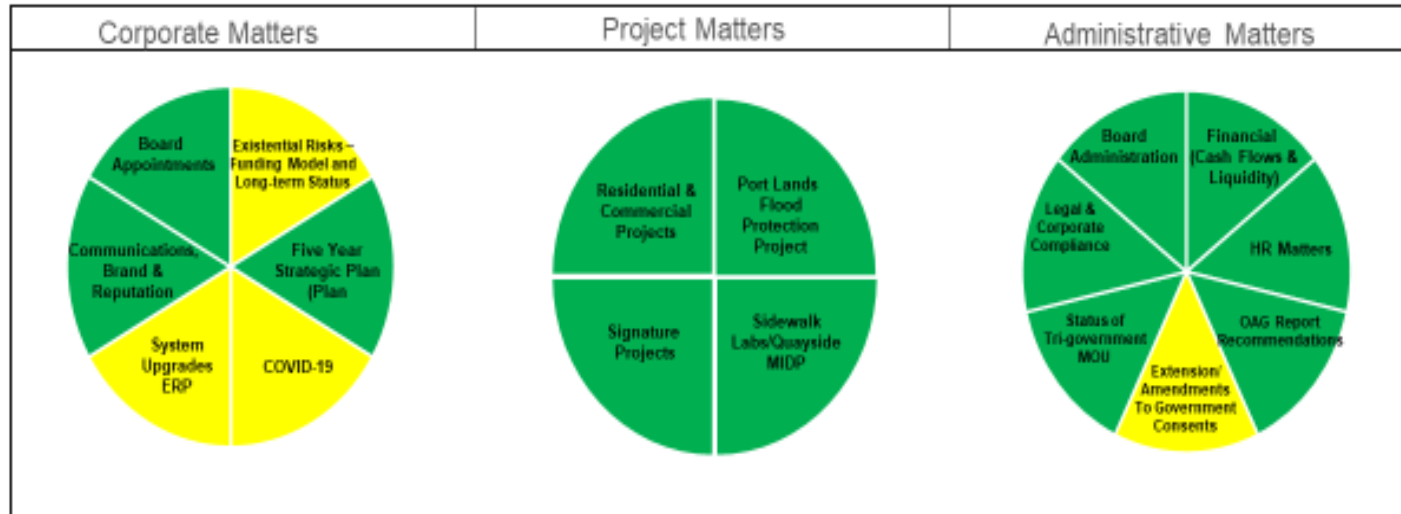 Corporate Matters
Project Matters
Administrative Matters
Board
Appointments
Existential Risks –
Funding Model and
Long-term Status
Communications,
Brand &
Reputation
Five Year
Strategic Plan
(Plan
System
Upgrades
ERP
COVID-19
Residential &
Commercial
Projects
Port Lands
Flood
Protection
Project
Signature
Projects
Sidewalk
Labs/Quayside
MIDP
Board
Administration
Financial
(Cash Flows &
Liquidity)
Legal &
Corporate
Compliance
HR Matters
Status of
Tri-government
MOU
OAG Report
Recommendations
Extension/
Amendments
To Government
Consents